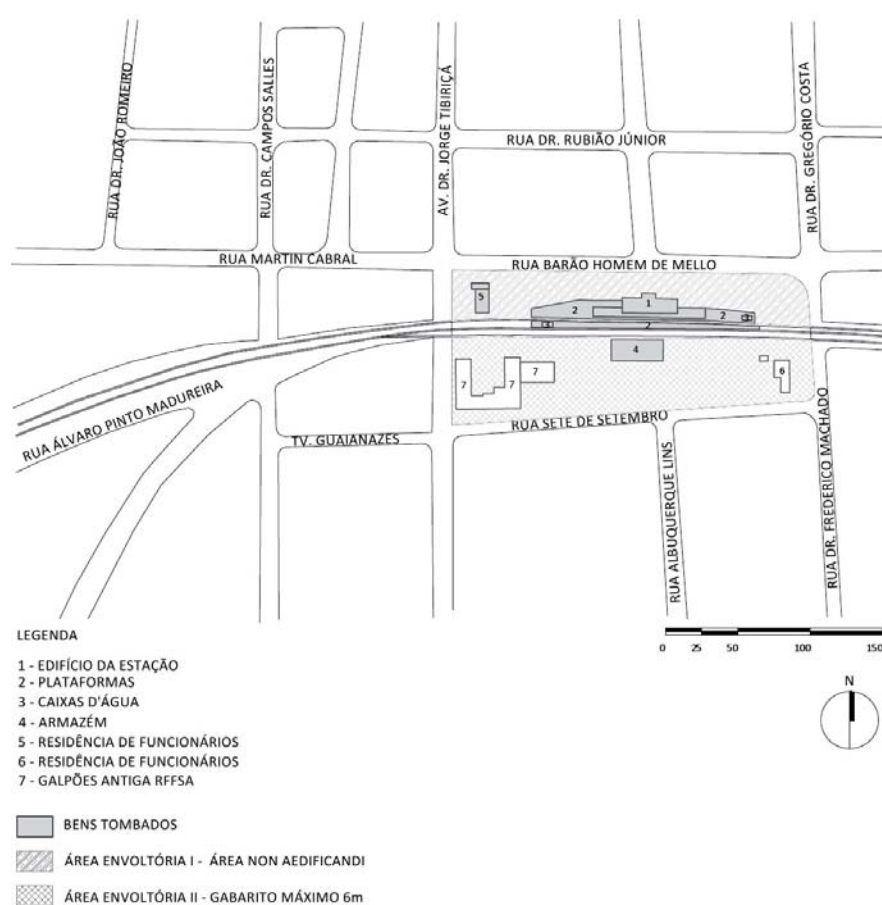 RUA DR. JOÃO ROMEIRO
RUA DR. CAMPOS SALLES
AV. DR. JORGE TIBIRIÇÁ
RUA DR. RUBIÃO JÚNIOR
RUA DR. GREGÓRIO COSTA
RUA MARTIN CABRAL
RUA BARÃO HOMEM DE MELLO
5
1
2
2
3
3
2
4
7
7
7
6
RUA ÁLVARO PINTO MADUREIRA
TV. GUAIANAZES
RUA SETE DE SETEMBRO
RUA ALBUQUERQUE LINS
RUA DR. FREDERICO MACHADO
LEGENDA
1 - EDIFÍCIO DA ESTAÇÃO
2 - PLATAFORMAS
3 - CAIXAS D'ÁGUA
4 - ARMAZÉM
5 - RESIDÊNCIA DE FUNCIONÁRIOS
6 - RESIDÊNCIA DE FUNCIONÁRIOS
7 - GALPÕES ANTIGA RFFSA
BENS TOMBADOS
ÁREA ENVOLTÓRIA I - ÁREA NON AEDIFICANDI
ÁREA ENVOLTÓRIA II - GABARITO MÁXIMO 6m
0 25 50 100 150
N